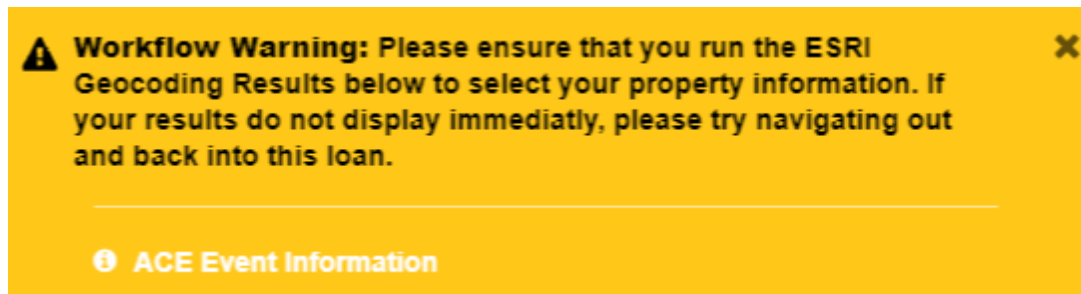 Workflow Warning: Please ensure that you run the ESRI
Geocoding Results below to select your property information. If
your results do not display immediatly, please try navigating out
and back into this loan.
ACE Event Information